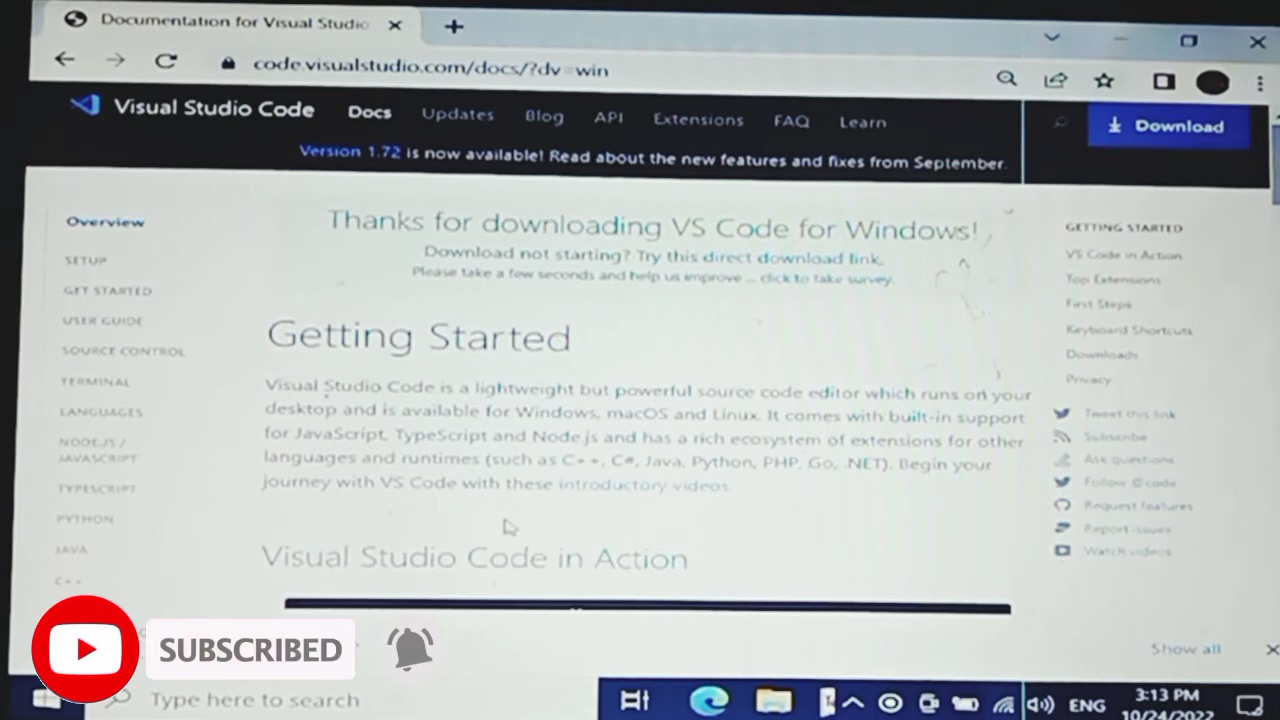 Documentation for Visual Studio
code.visualstudio.com/docs/?dv=win
Visual Studio Code Docs Updates Blog API Extensions FAQ Learn Download
Version 1.72 is now available! Read about the new features and fixes from September.
Overview
SETUP
GET STARTED
USER GUIDE
SOURCE CONTROL
TERMINAL
LANGUAGES
NODE.JS /
JAVASCRIPT
TYPESCRIPT
PYTHON
JAVA
C++
Thanks for downloading VS Code for Windows!
Download not starting? Try this direct download link.
Please take a few seconds and help us improve ... click to take survey.
Getting Started
Visual Studio Code is a lightweight but powerful source code editor which runs on your
desktop and is available for Windows, macOS and Linux. It comes with built-in support
for JavaScript, TypeScript and Node.js and has a rich ecosystem of extensions for other
languages and runtimes (such as C++, C#, Java, Python, PHP, Go, .NET). Begin your
journey with VS Code with these introductory videos.
Visual Studio Code in Action
GETTING STARTED
VS Code in Action
Top Extensions
First Steps
Keyboard Shortcuts
Downloads
Privacy
Tweet this link
Subscribe
Ask questions
Follow @code
Request features
Report issues
Watch videos
SUBSCRIBED
Show all
Type here to search
ENG
3:13 PM
10/24/2022